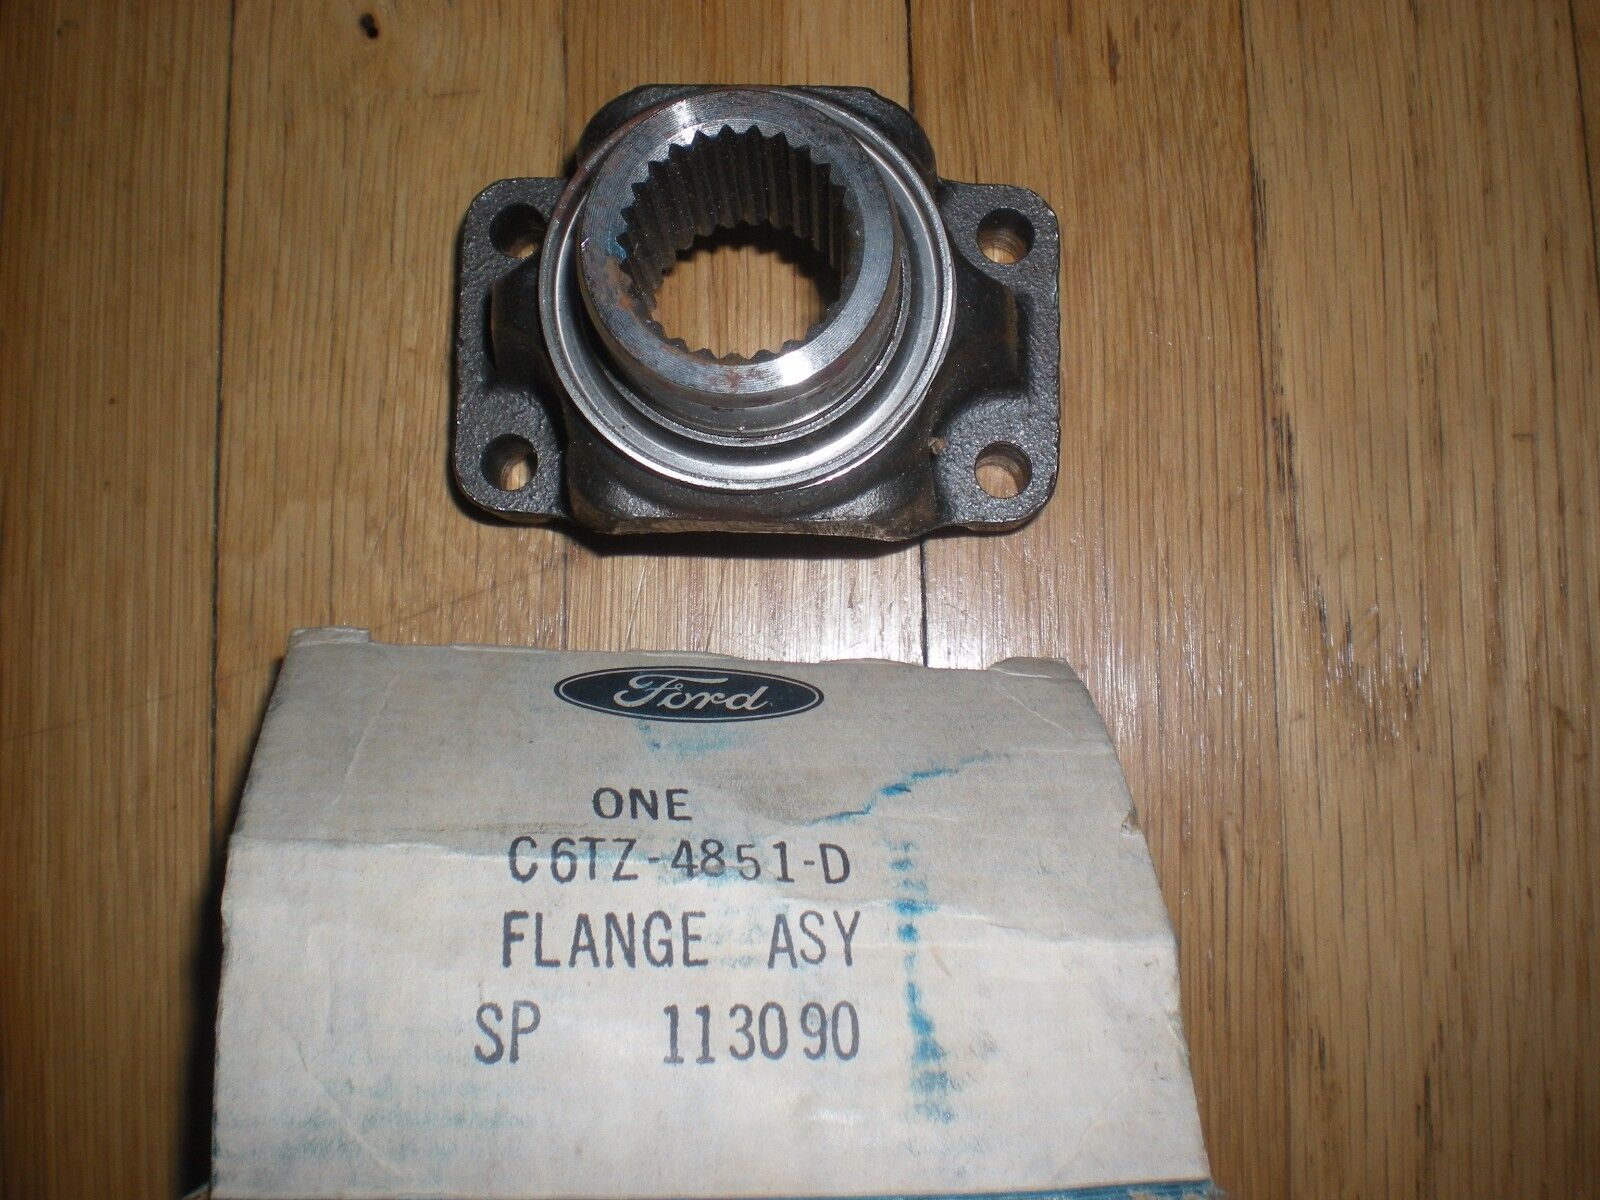 Ford
ONE
C6TZ-4851-D
FLANGE ASY
SP 113090